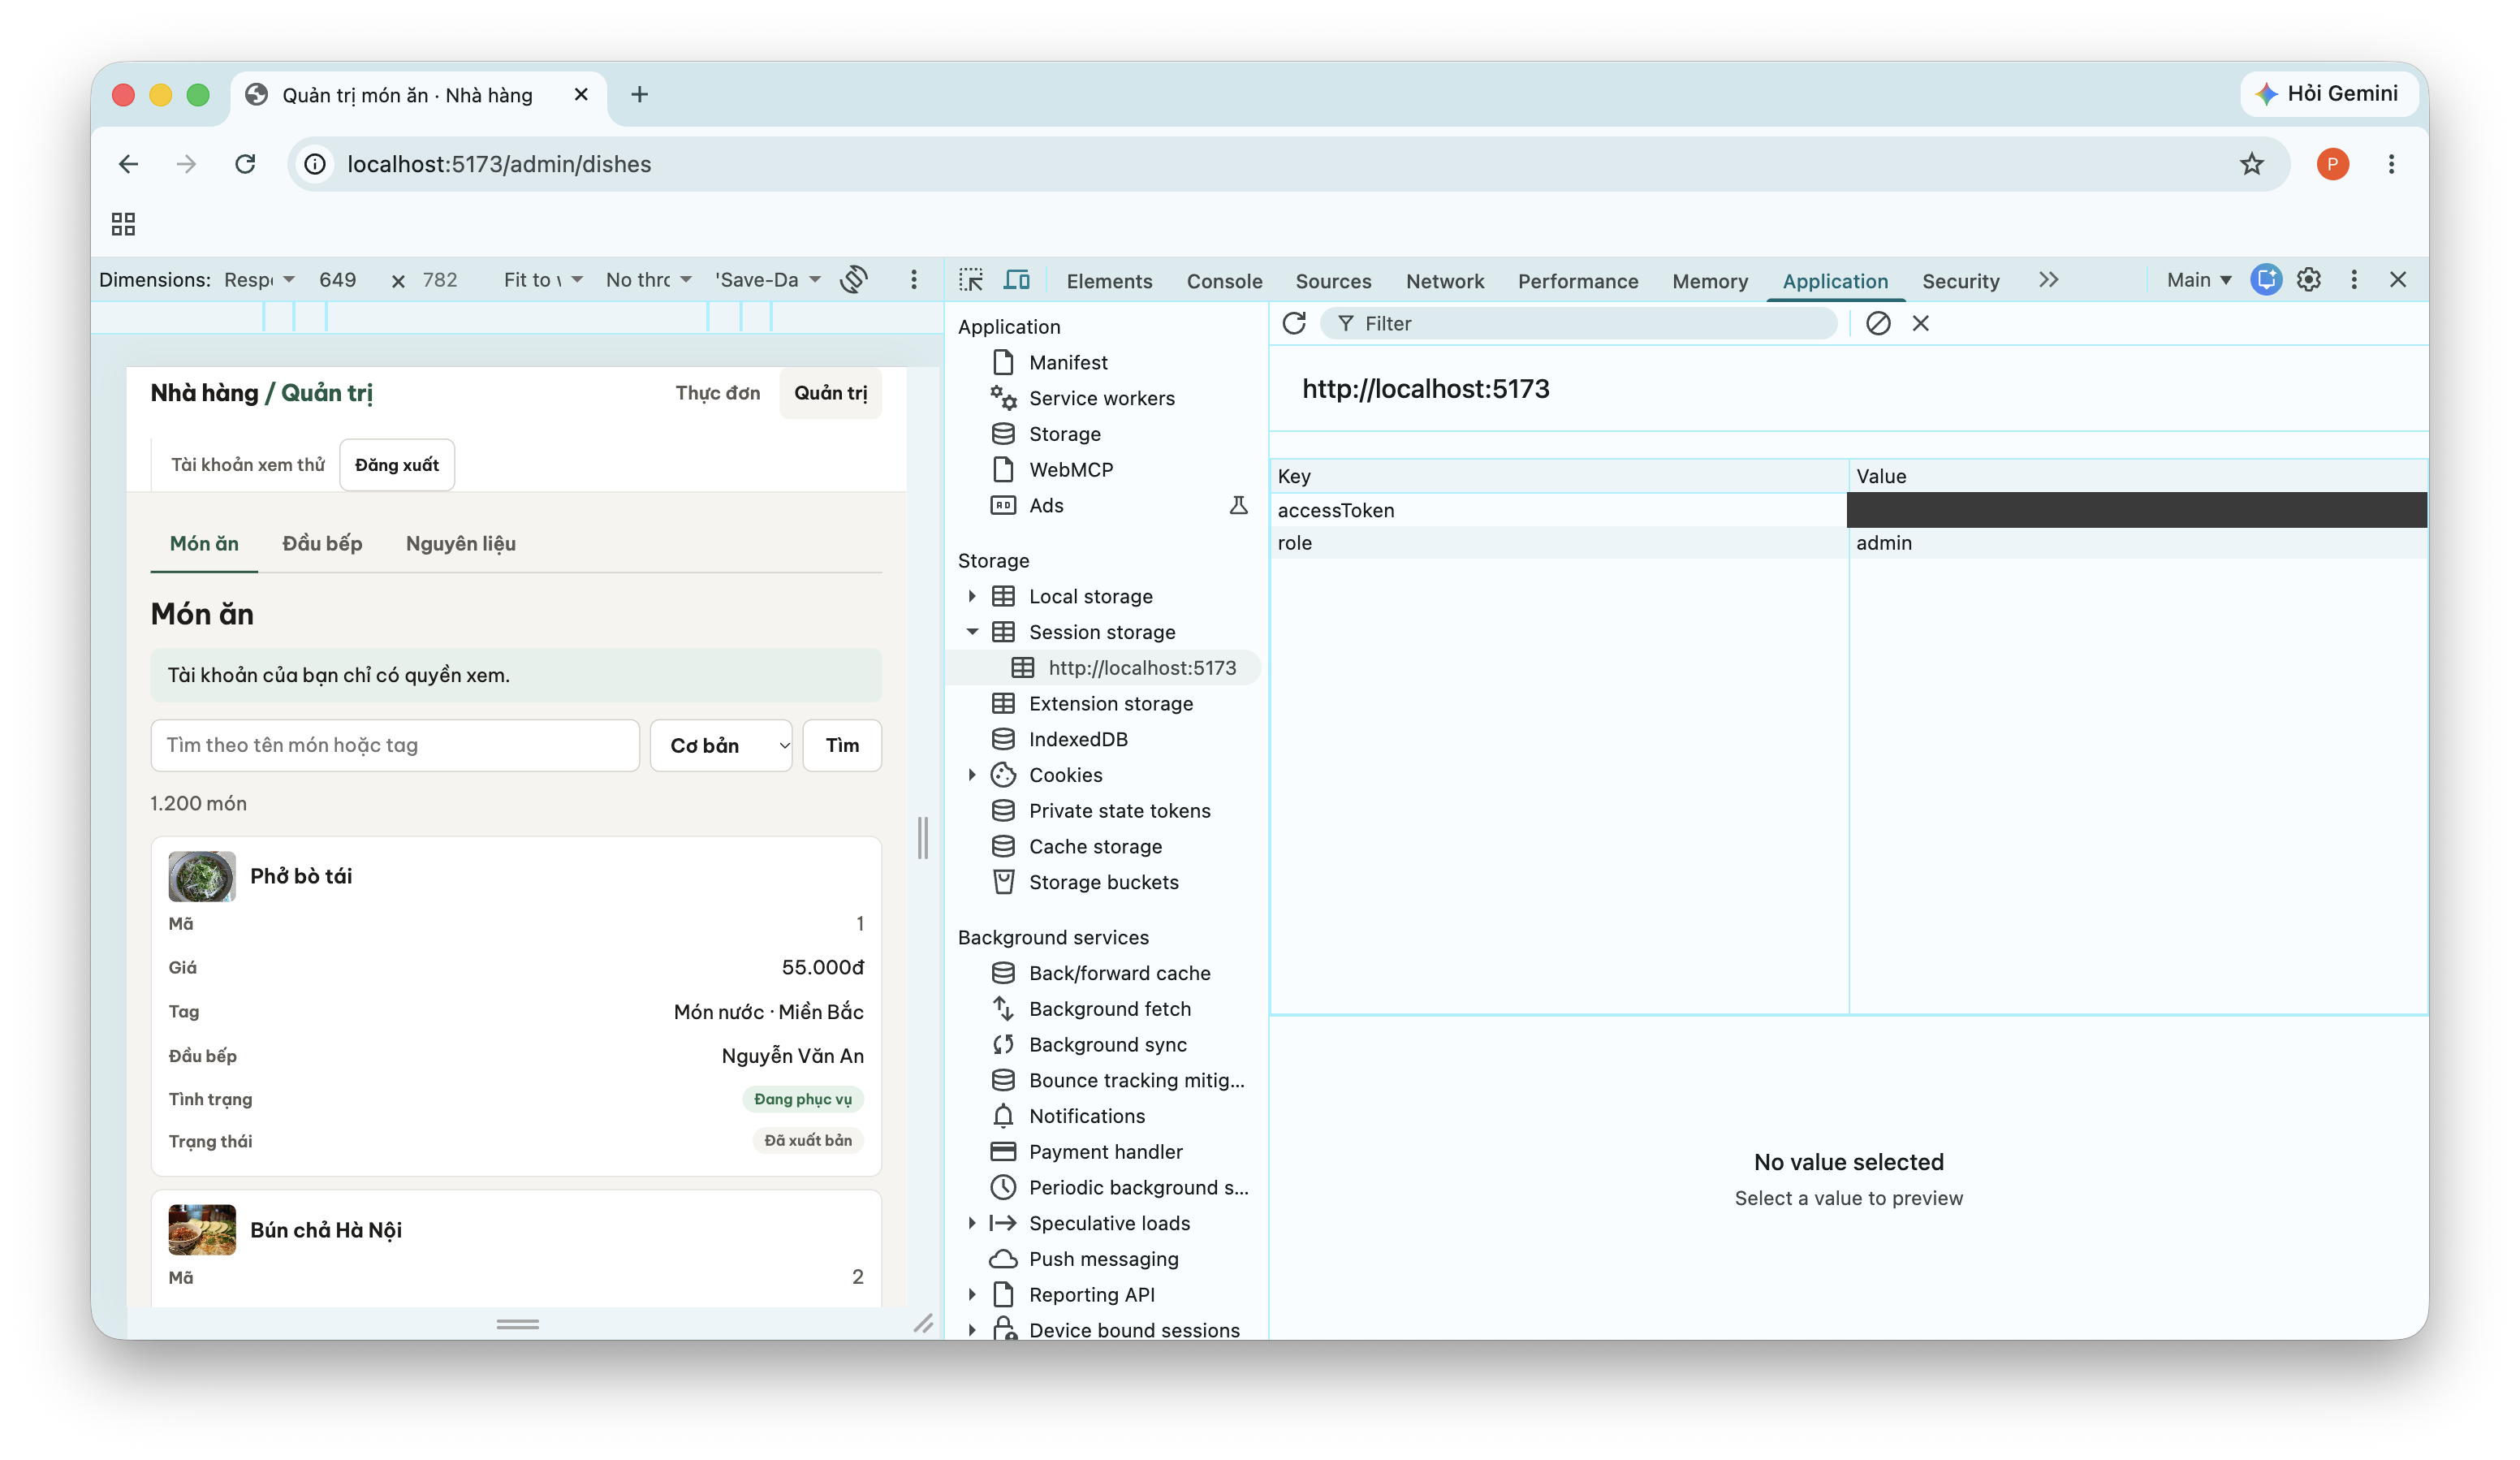 Quản trị món ăn · Nhà hàng
Hỏi Gemini
localhost:5173/admin/dishes
P
Dimensions: Respo 649 × 782 Fit to No thro 'Save-Da
Elements Console Sources Network Performance Memory Application Security Main
Nhà hàng / Quản trị
Thực đơn Quản trị
Tài khoản xem thử Đăng xuất
Món ăn Đầu bếp Nguyên liệu
Món ăn
Tài khoản của bạn chỉ có quyền xem.
Tìm theo tên món hoặc tag Cơ bản Tìm
1.200 món
Phở bò tái
Mã 1
Giá 55.000đ
Tag Món nước · Miền Bắc
Đầu bếp Nguyễn Văn An
Tình trạng Đang phục vụ
Trạng thái Đã xuất bản
Bún chả Hà Nội
Mã 2
Application
Manifest
Service workers
Storage
WebMCP
AD Ads
Storage
Local storage
Session storage
http://localhost:5173
Extension storage
IndexedDB
Cookies
Private state tokens
Cache storage
Storage buckets
Background services
Back/forward cache
Background fetch
Background sync
Bounce tracking mitig...
Notifications
Payment handler
Periodic background s...
Speculative loads
Push messaging
Reporting API
Device bound sessions
Filter
http://localhost:5173
Key Value
accessToken
role admin
No value selected
Select a value to preview